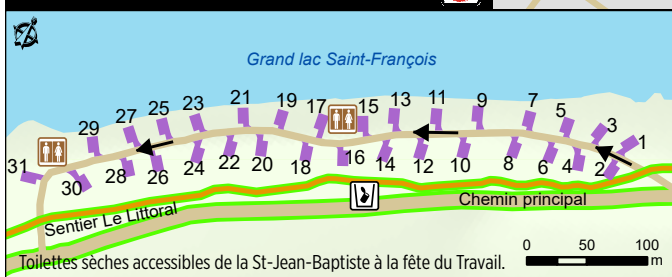 Grand lac Saint-François
29 27 25 23 21 19 17 15 13 11 9 7 5 3 1
31 30 28 26 24 22 20 18 16 14 12 10 8 6 4 2
Sentier Le Littoral
Chemin principal
Toilettes sèches accessibles de la St-Jean-Baptiste à la fête du Travail.
0 50 100
m